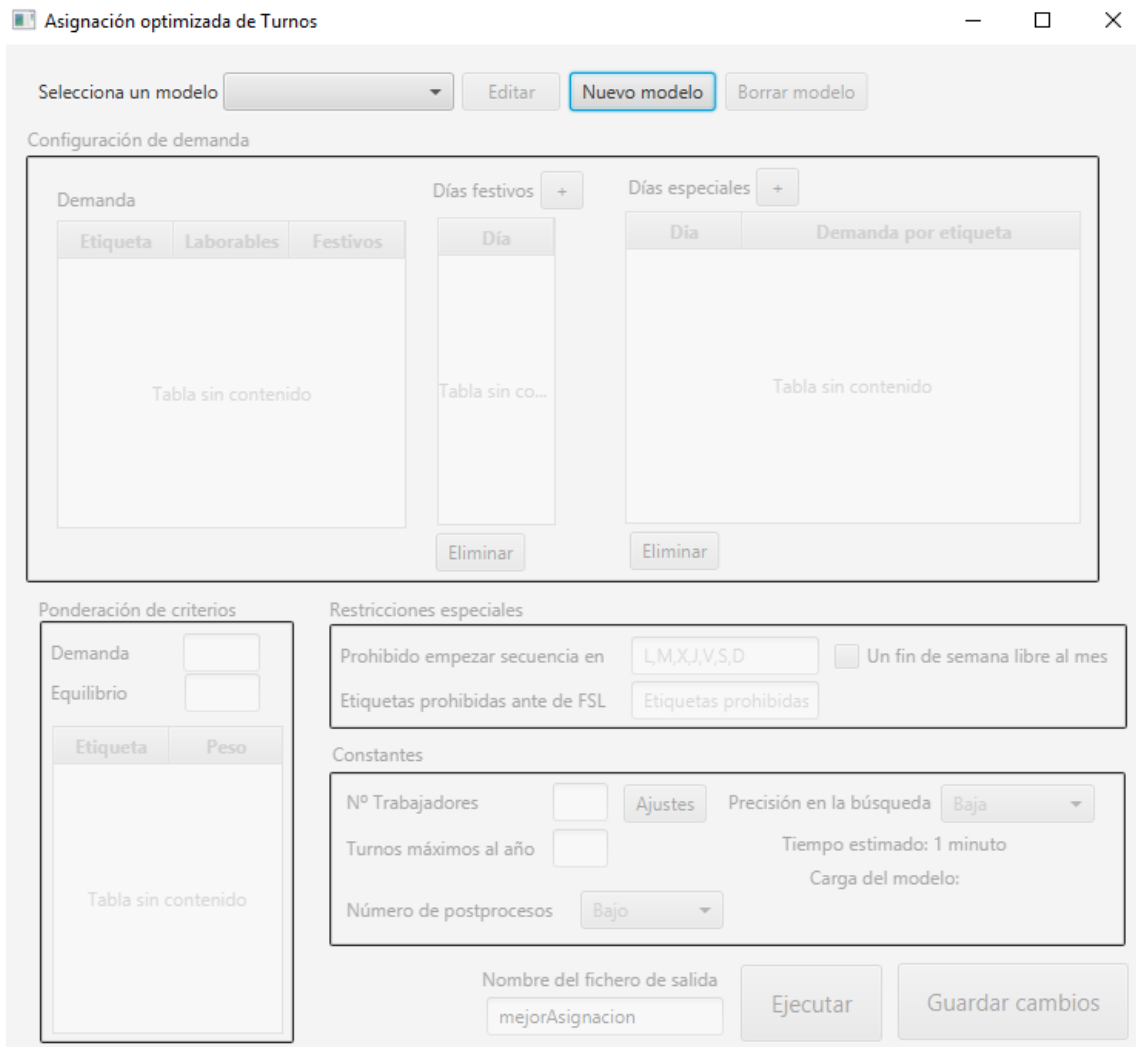 Asignación optimizada de Turnos
Selecciona un modelo Editar Nuevo modelo Borrar modelo
Configuración de demanda
Demanda
Etiqueta Laborables Festivos
Tabla sin contenido
Días festivos +
Día
Tabla sin co...
Eliminar
Días especiales +
Día Demanda por etiqueta
Tabla sin contenido
Eliminar
Ponderación de criterios
Demanda
Equilibrio
Etiqueta Peso
Tabla sin contenido
Restricciones especiales
Prohibido empezar secuencia en L,M,X,J,V,S,D Un fin de semana libre al mes
Etiquetas prohibidas ante de FSL Etiquetas prohibidas
Constantes
Nº Trabajadores Ajustes Precisión en la búsqueda Baja
Turnos máximos al año Tiempo estimado: 1 minuto
Carga del modelo:
Número de postprocesos Bajo
Nombre del fichero de salida
mejorAsignacion
Ejecutar
Guardar cambios